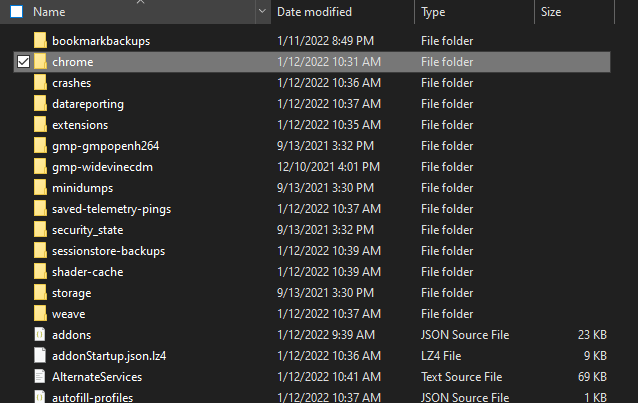 Name Date modified Type Size
bookmarkbackups 1/11/2022 8:49 PM File folder
chrome 1/12/2022 10:31 AM File folder
crashes 1/12/2022 10:36 AM File folder
datareporting 1/12/2022 10:37 AM File folder
extensions 1/12/2022 10:35 AM File folder
gmp-gmpopenh264 9/13/2021 3:32 PM File folder
gmp-widevinecdm 12/10/2021 4:01 PM File folder
minidumps 9/13/2021 3:30 PM File folder
saved-telemetry-pings 1/12/2022 10:37 AM File folder
security_state 9/13/2021 3:32 PM File folder
sessionstore-backups 1/12/2022 10:39 AM File folder
shader-cache 1/12/2022 10:39 AM File folder
storage 9/13/2021 3:30 PM File folder
weave 1/12/2022 10:37 AM File folder
addons 1/12/2022 9:39 AM JSON Source File 23 KB
addonStartup.json.lz4 1/12/2022 10:36 AM LZ4 File 9 KB
AlternateServices 1/12/2022 10:41 AM Text Source File 69 KB
autofill-profiles 1/12/2022 10:37 AM JSON Source File 1 KB